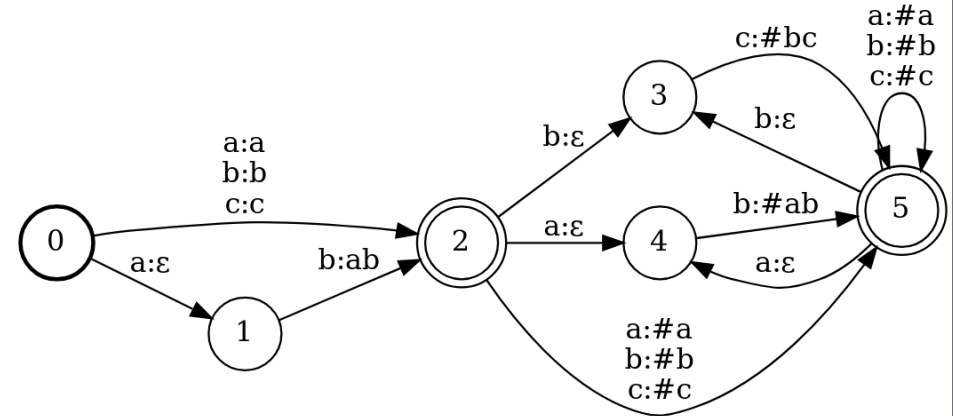 a:#a
b:#b
c:#c
c:#bc
3
b:ε
b:ε
a:a
b:b
c:c
0
2
a:ε
4
b:#ab
5
a:ε
b:ab
a:ε
1
a:#a
b:#b
c:#c